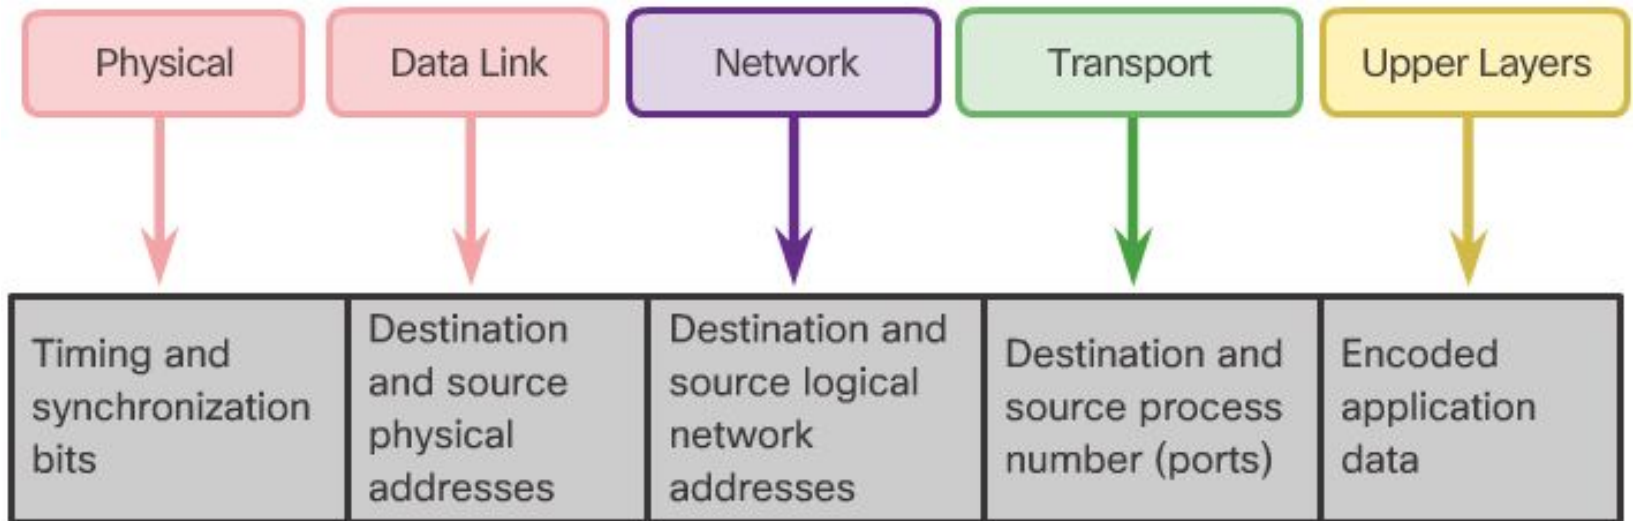 Physical
Data Link
Network
Transport
Upper Layers
Timing and
synchronization
bits
Destination
and source
physical
addresses
Destination and
source logical
network
addresses
Destination and
source process
number (ports)
Encoded
application
data